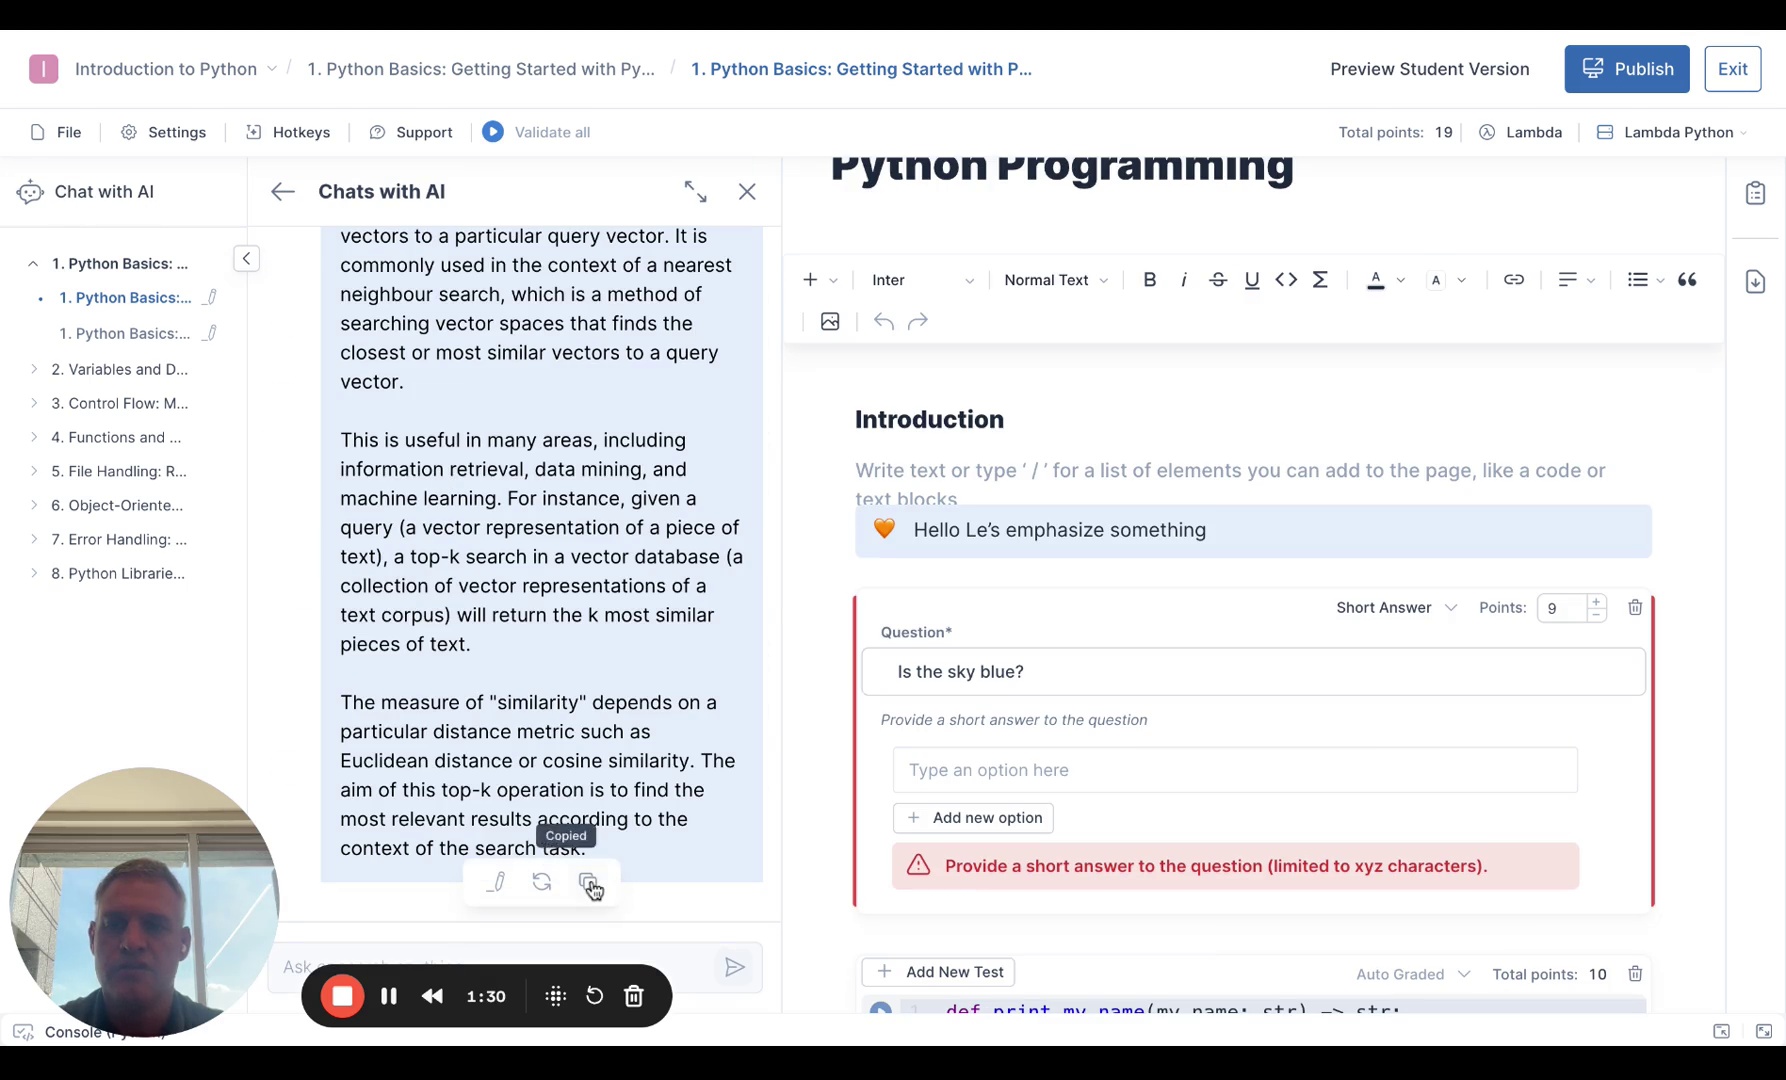 I
Introduction to Python / 1. Python Basics: Getting Started with Py... / 1. Python Basics: Getting Started with P...
Preview Student Version
Publish
Exit
File
Settings
Hotkeys
Support
Validate all
Total points: 19
Lambda
Lambda Python
Chat with AI
1. Python Basics: ...
1. Python Basics:...
1. Python Basics:...
2. Variables and D...
3. Control Flow: M...
4. Functions and ...
5. File Handling: R...
6. Object-Oriente...
7. Error Handling: ...
8. Python Librarie...
Chats with AI
vectors to a particular query vector. It is
commonly used in the context of a nearest
neighbour search, which is a method of
searching vector spaces that finds the
closest or most similar vectors to a query
vector.
This is useful in many areas, including
information retrieval, data mining, and
machine learning. For instance, given a
query (a vector representation of a piece of
text), a top-k search in a vector database (a
collection of vector representations of a
text corpus) will return the k most similar
pieces of text.
The measure of "similarity" depends on a
particular distance metric such as
Euclidean distance or cosine similarity. The
aim of this top-k operation is to find the
most relevant results according to the
context of the search task.
Copied
Ask
1:30
Python Programming
Inter
Normal Text
B
i
S
U
A
A
Introduction
Write text or type ‘ / ’ for a list of elements you can add to the page, like a code or
text blocks
🧡 Hello Le’s emphasize something
Short Answer
Points: 9
Question*
Is the sky blue?
Provide a short answer to the question
Type an option here
+ Add new option
Provide a short answer to the question (limited to xyz characters).
+ Add New Test
Auto Graded
Total points: 10
1 def print_my_name(my_name: str) -> str:
Console